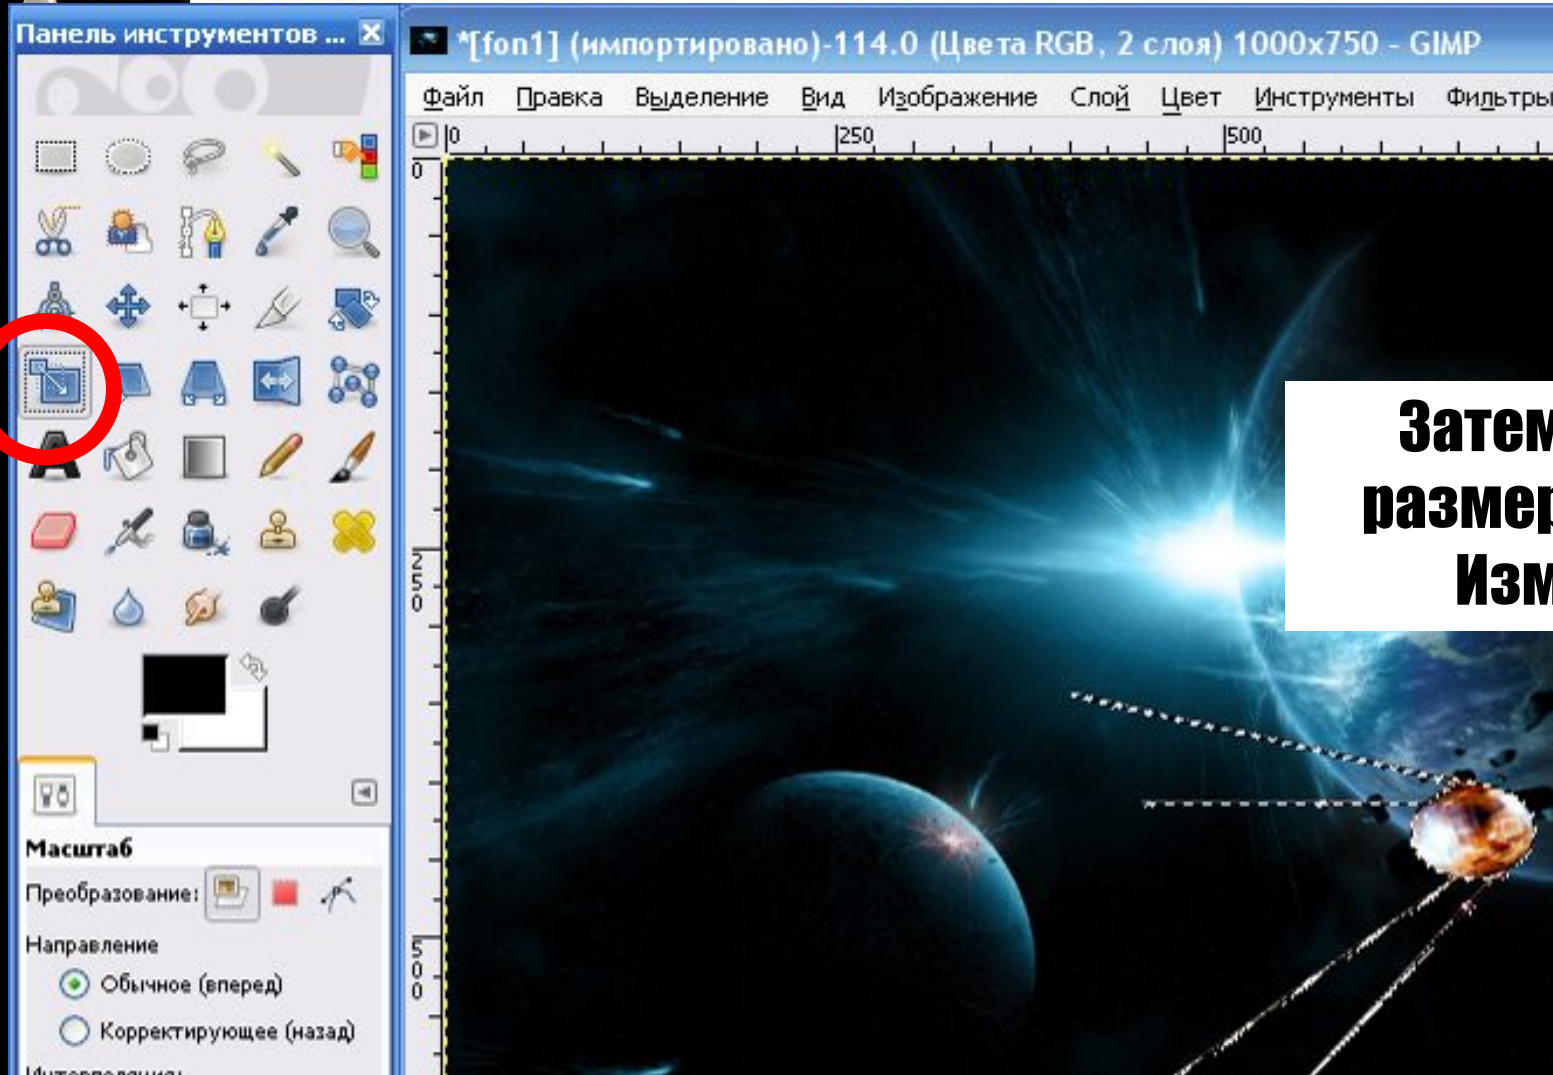 Панель инструментов ...
*[fon1] (импортировано)-114.0 (Цвета RGB, 2 слоя) 1000x750 - GIMP
Файл Правка Выделение Вид Изображение Слой Цвет Инструменты Фильтры
0 250 500
0
250
500
Затем
размер
Изм
Масштаб
Преобразование:
Направление
Обычное (вперед)
Корректирующее (назад)
Интерполяция: